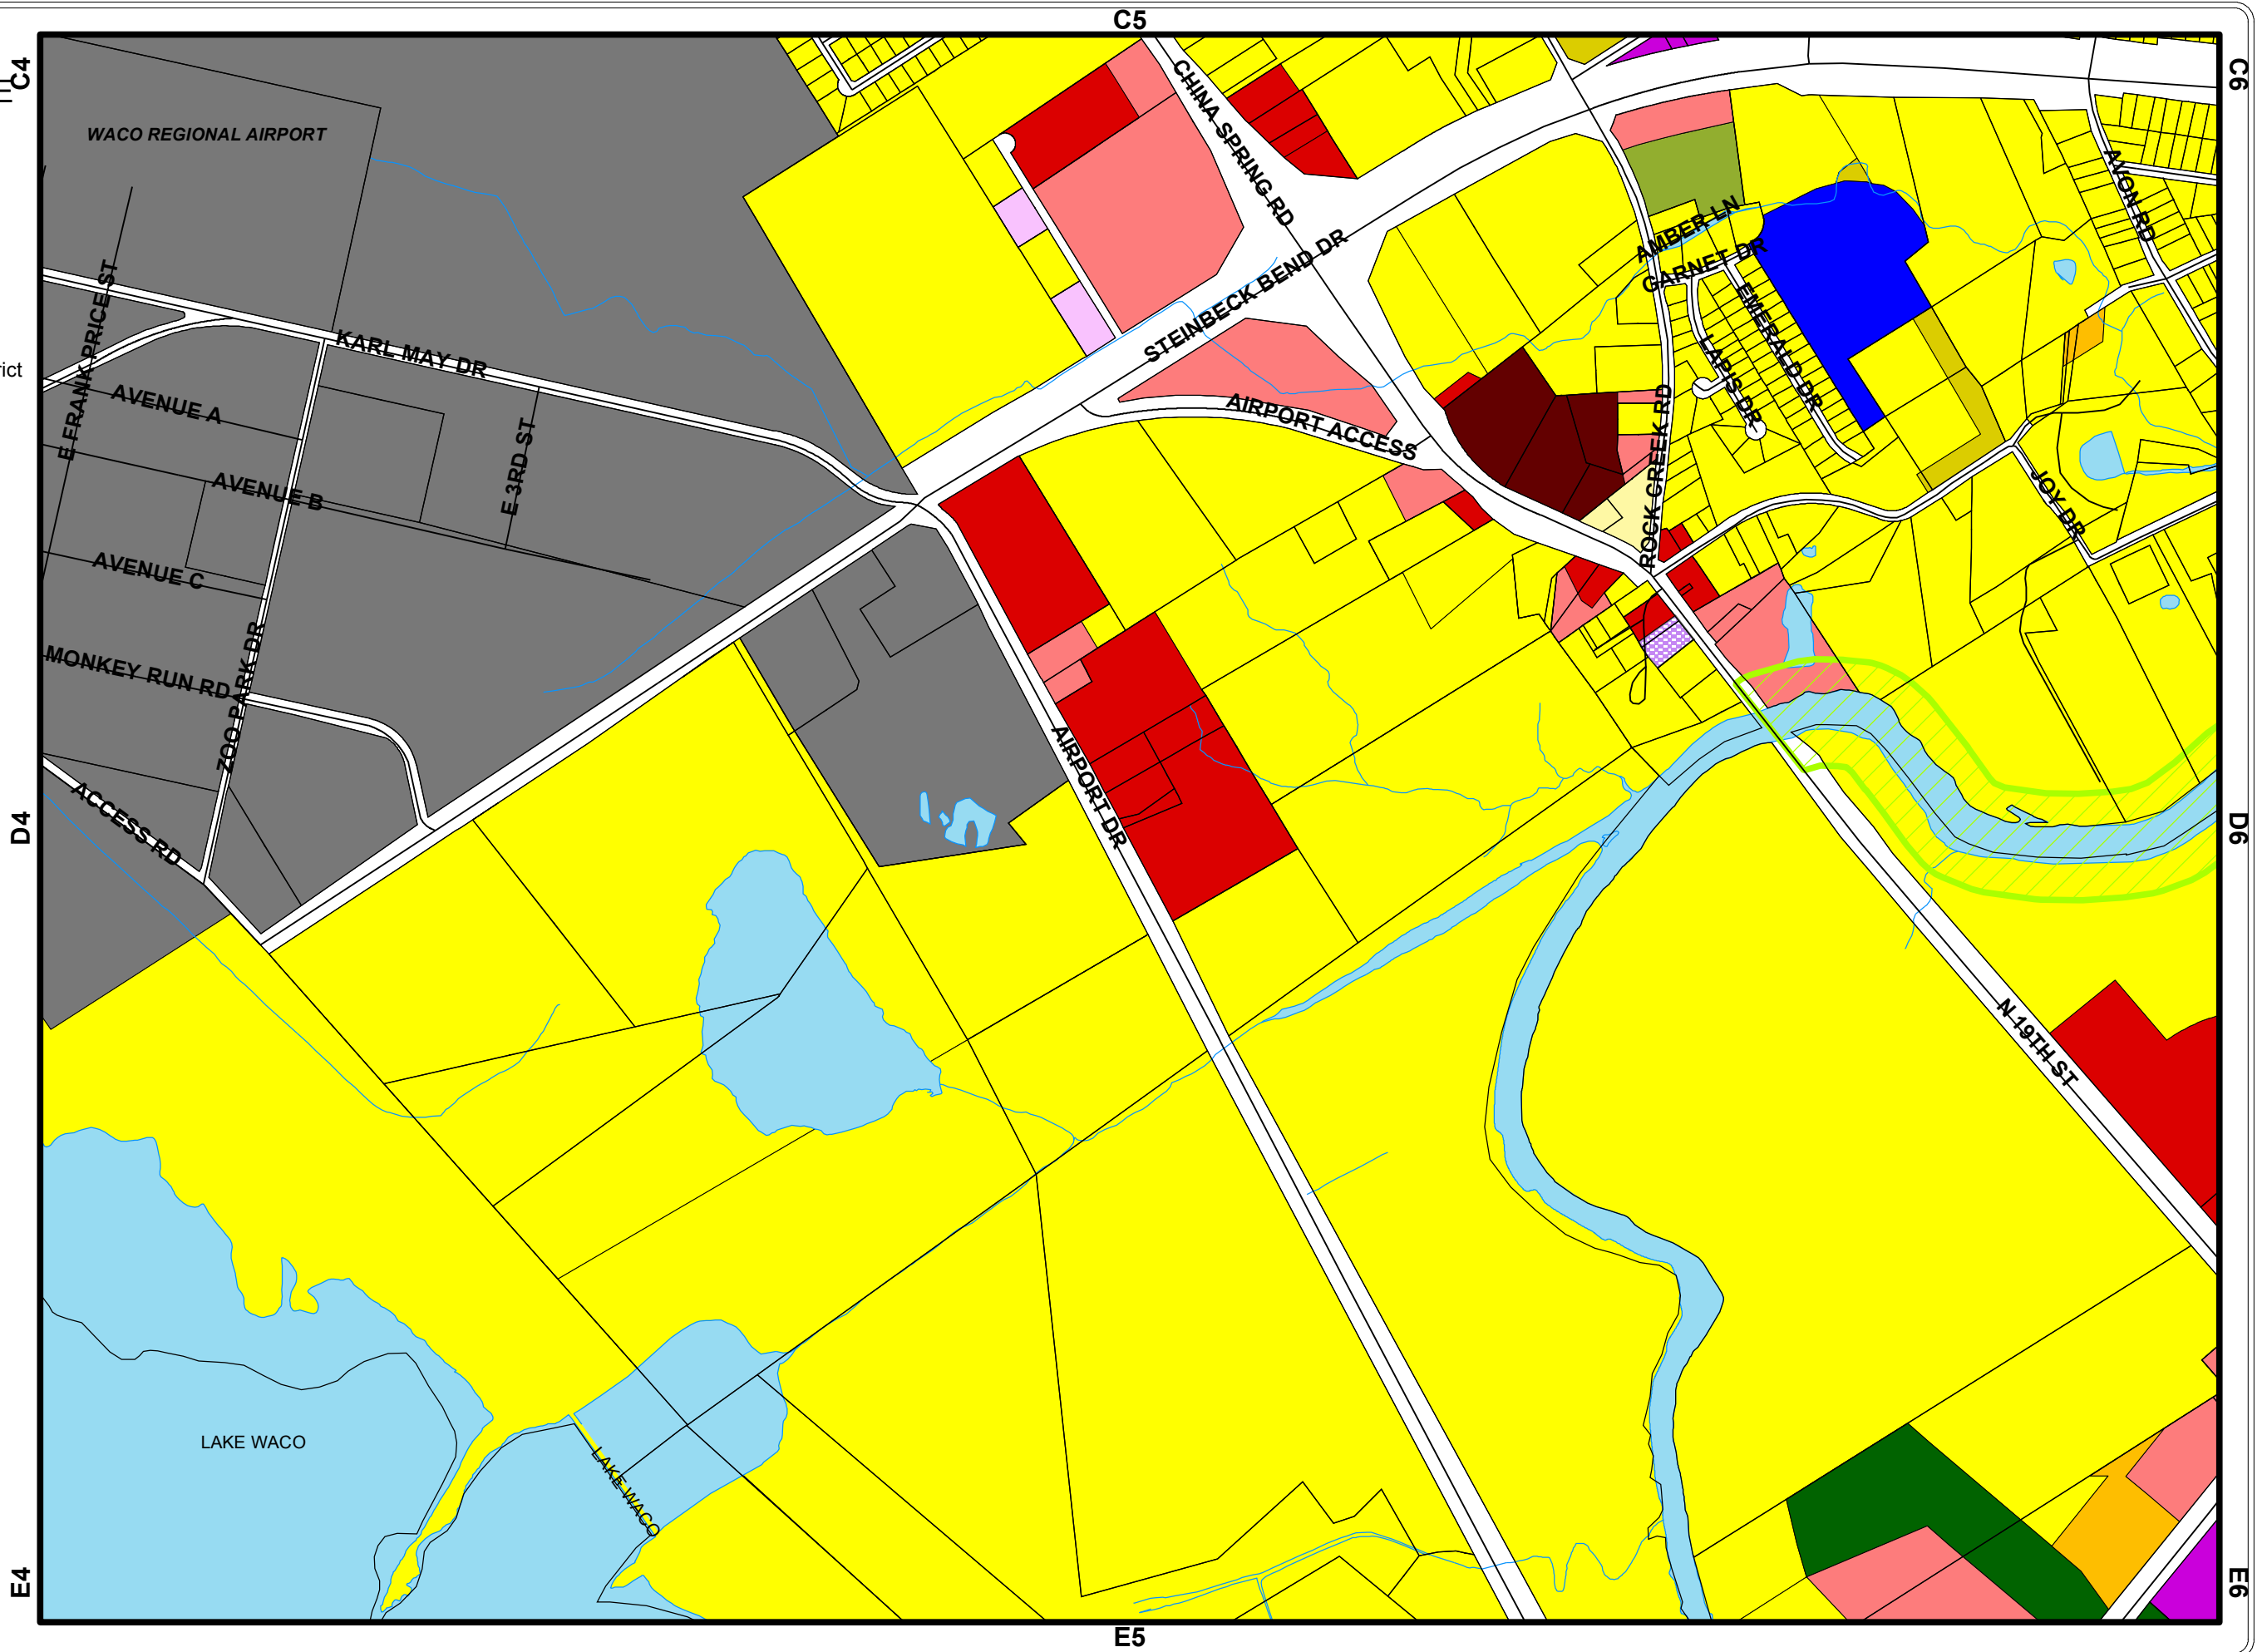 C5
C4
C6
WACO REGIONAL AIRPORT
CHINA SPRING RD
AVON RD
AMBER LN
GARNET DR
STEINBECK BEND DR
EMERALD DR
E FRANK PRICE ST
KARL MAY DR
LAPIS DR
rict
AVENUE A
AIRPORT ACCESS
E 3RD ST
ROCK CREEK RD
AVENUE B
JOY DR
AVENUE C
MONKEY RUN RD
ZOO PARK DR
AIRPORT DR
D4
ACCESS RD
D6
N 19TH ST
LAKE WACO
LAKE WACO
E4
E6
E5